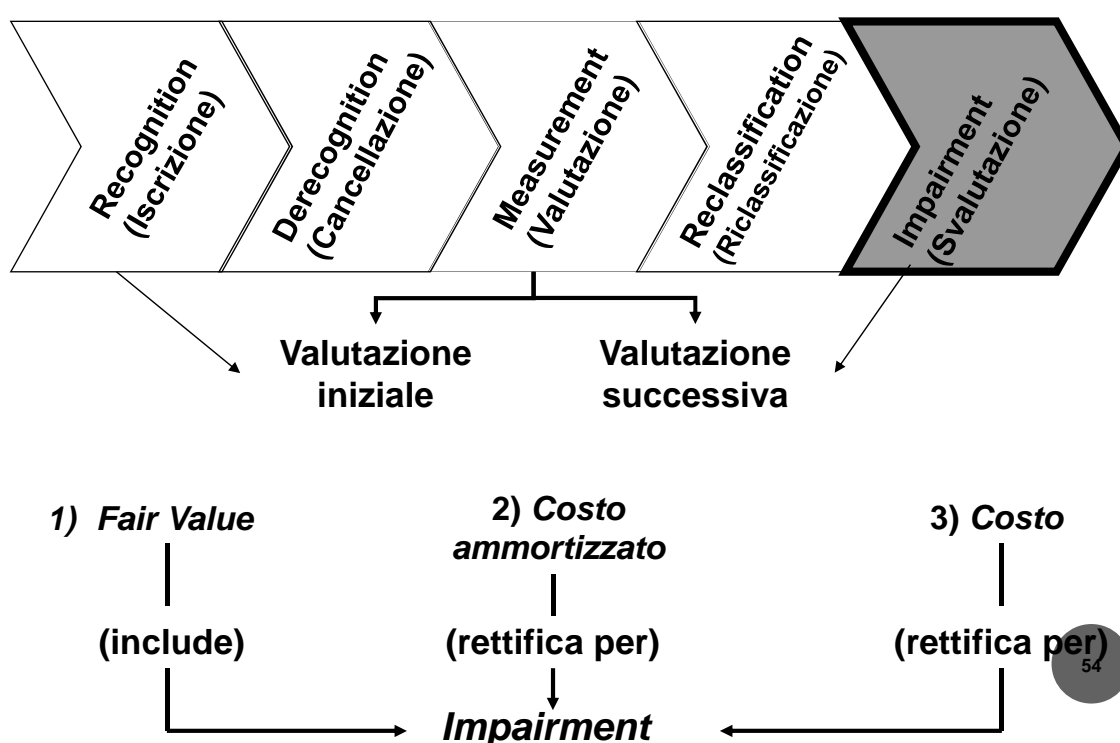 Recognition
(Iscrizione)
Derecognition
(Cancellazione)
Measurement
(Valutazione)
Reclassification
(Riclassificazione)
Impairment
(Svalutazione)
Valutazione
iniziale
Valutazione
successiva
1) Fair Value
2) Costo
ammortizzato
3) Costo
(include)
(rettifica per)
(rettifica per)
54
Impairment